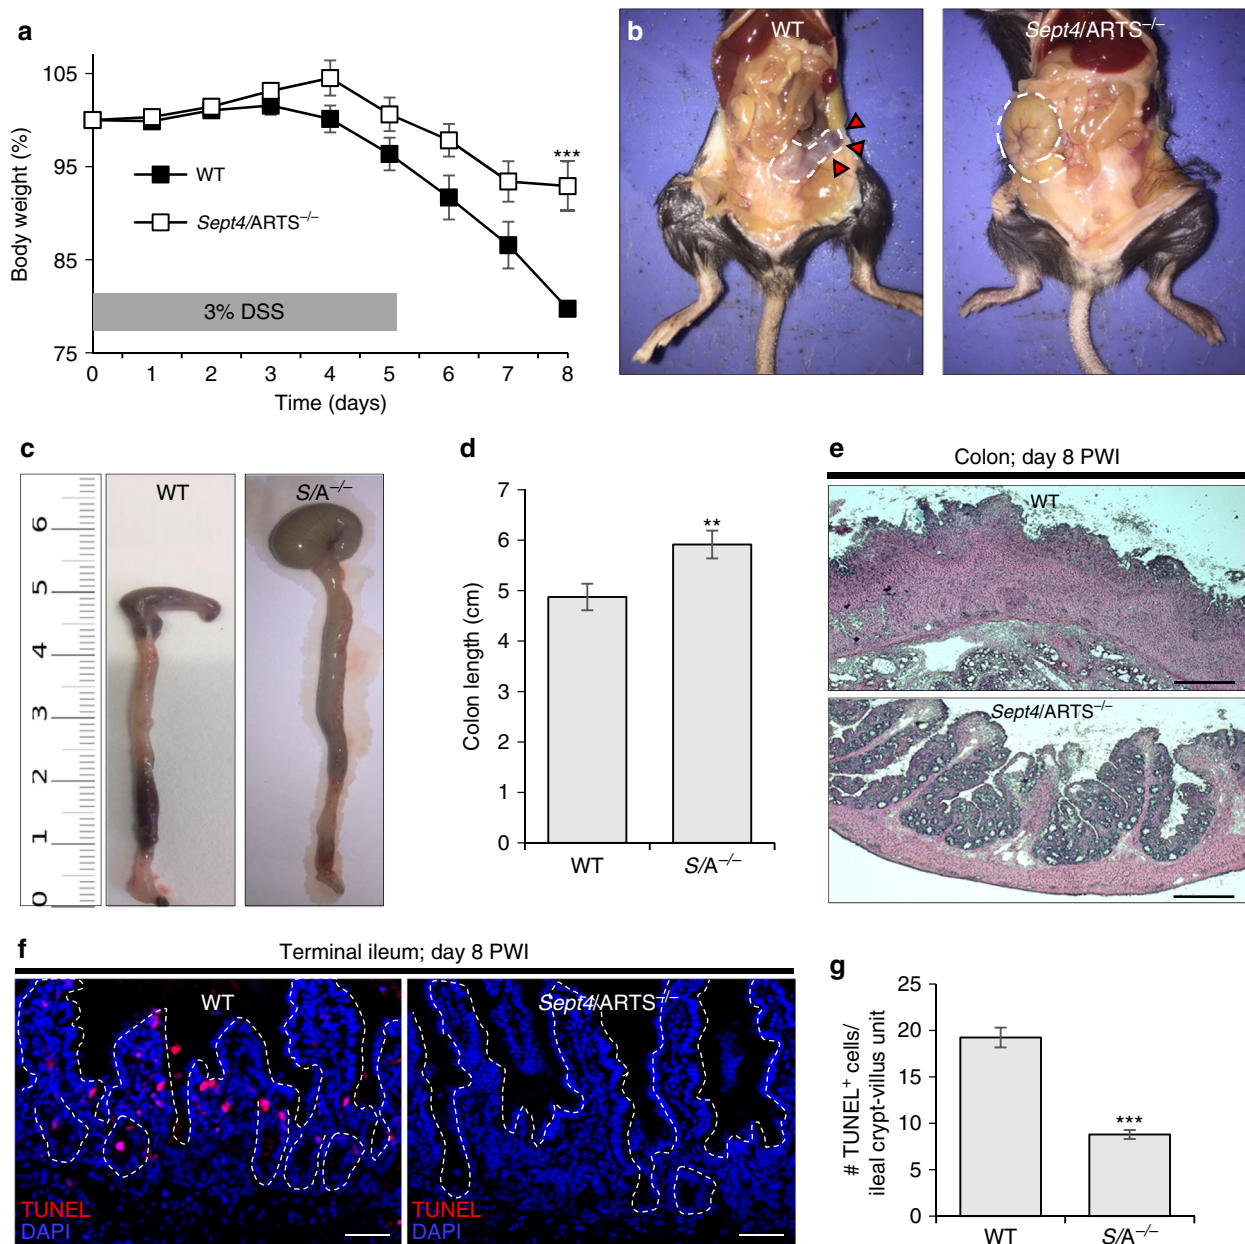 a
105
95
85
75
Body weight (%)
WT
Sept4/ARTS−/−
***
3% DSS
0 1 2 3 4 5 6 7 8
Time (days)
b
WT
Sept4/ARTS−/−
c
6
5
4
3
2
1
0
WT
S/A−/−
d
7
6
5
4
3
2
1
0
Colon length (cm)
**
WT
S/A−/−
e
Colon; day 8 PWI
WT
Sept4/ARTS−/−
f
Terminal ileum; day 8 PWI
WT
TUNEL
DAPI
Sept4/ARTS−/−
TUNEL
DAPI
g
25
20
15
10
5
0
# TUNEL+ cells/
ileal crypt-villus unit
***
WT
S/A−/−